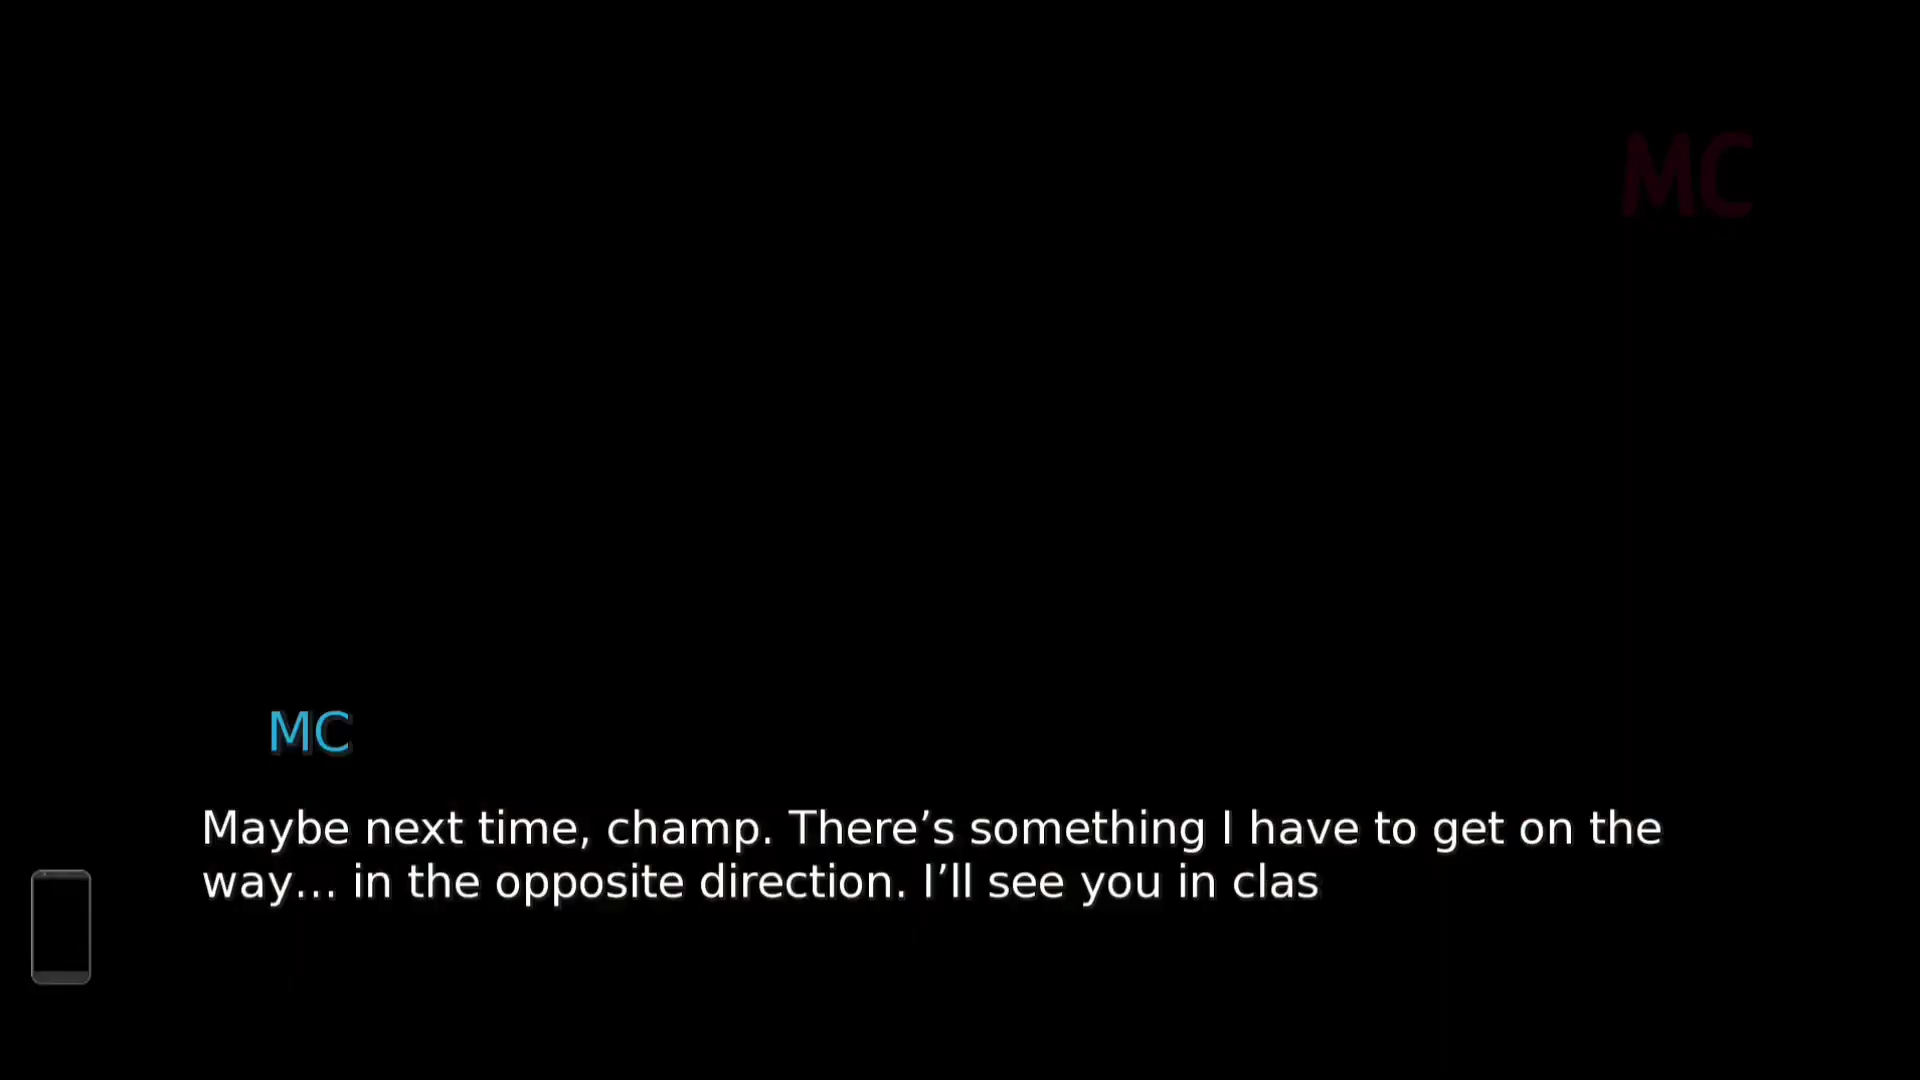 MC
MC
Maybe next time, champ. There’s something I have to get on the
way… in the opposite direction. I’ll see you in clas